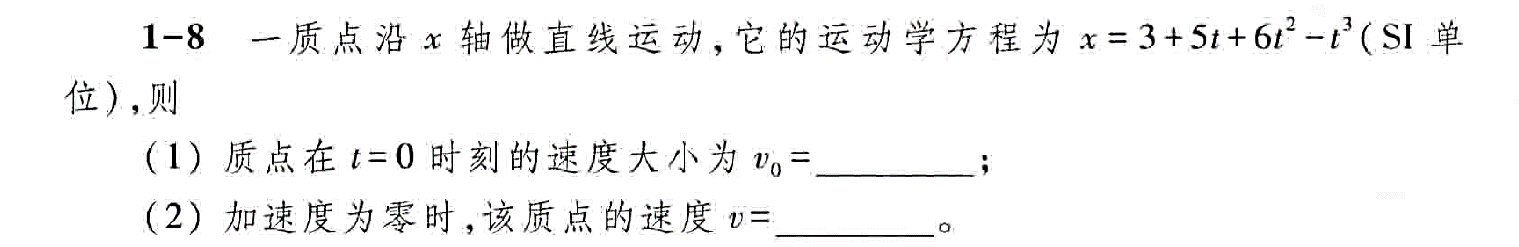 1-8 一质点沿 x 轴做直线运动,它的运动学方程为 x = 3+5t+6t²-t³(SI 单
位),则
(1) 质点在 t=0 时刻的速度大小为 v₀=________;
(2) 加速度为零时,该质点的速度 v=________。